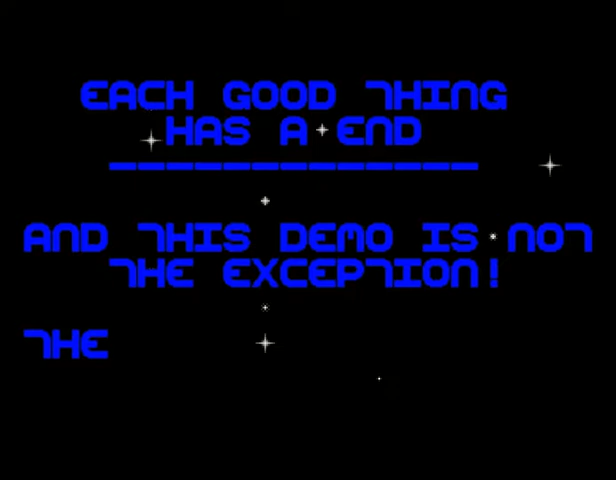 EACH GOOD THING
HAS A END
-------------
AND THIS DEMO IS NOT
THE EXCEPTION!
THE